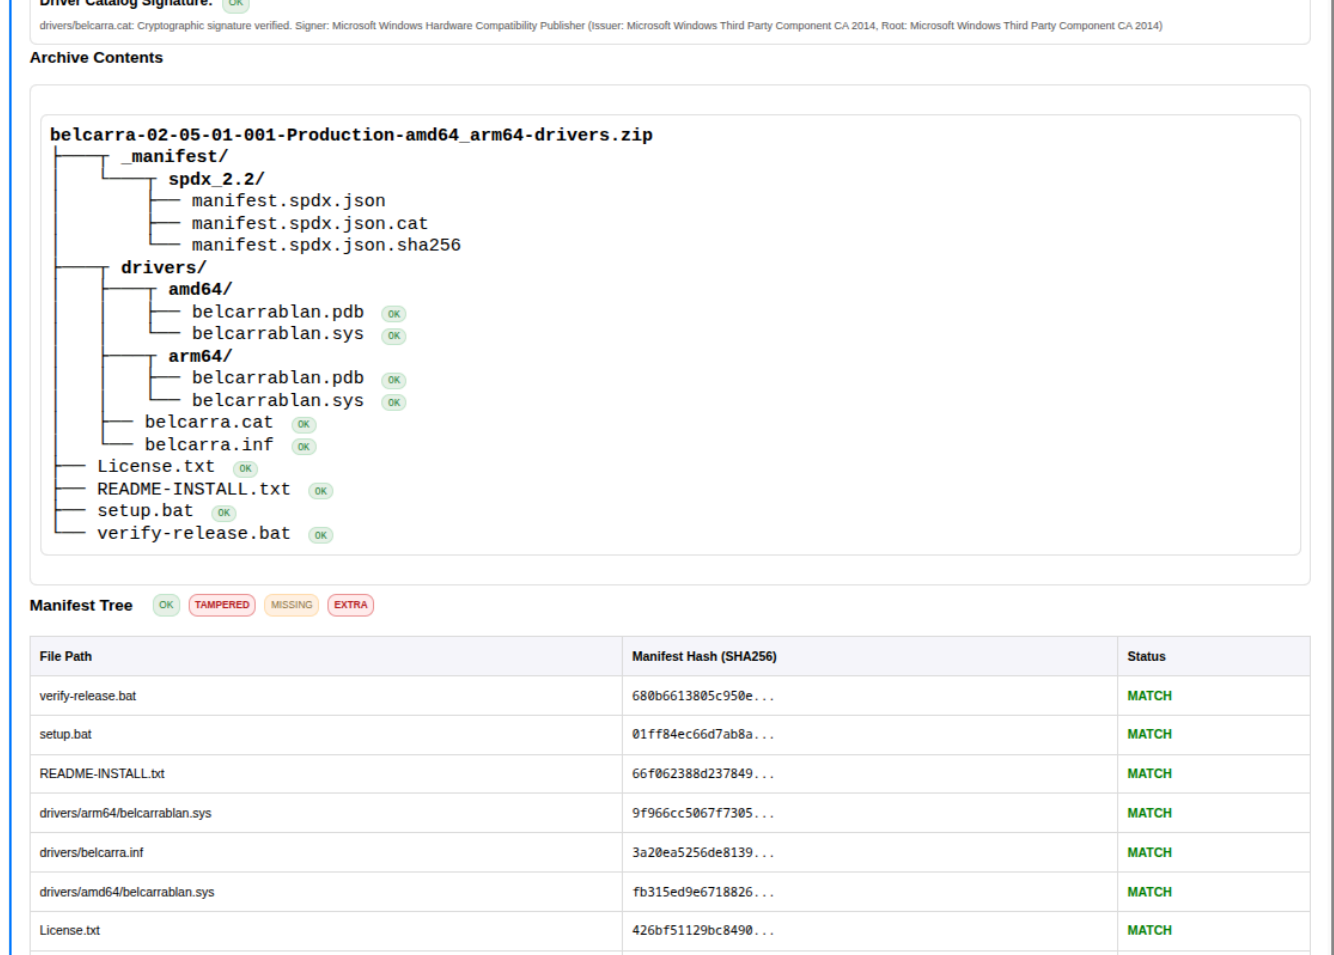 Driver Catalog Signature: OK
drivers/belcarra.cat: Cryptographic signature verified. Signer: Microsoft Windows Hardware Compatibility Publisher (Issuer: Microsoft Windows Third Party Component CA 2014, Root: Microsoft Windows Third Party Component CA 2014)
Archive Contents
belcarra-02-05-01-001-Production-amd64_arm64-drivers.zip
_manifest/
spdx_2.2/
manifest.spdx.json
manifest.spdx.json.cat
manifest.spdx.json.sha256
drivers/
amd64/
belcarrablan.pdb OK
belcarrablan.sys OK
arm64/
belcarrablan.pdb OK
belcarrablan.sys OK
belcarra.cat OK
belcarra.inf OK
License.txt OK
README-INSTALL.txt OK
setup.bat OK
verify-release.bat OK
Manifest Tree OK TAMPERED MISSING EXTRA
File Path Manifest Hash (SHA256) Status
verify-release.bat 680b6613805c950e... MATCH
setup.bat 01ff84ec66d7ab8a... MATCH
README-INSTALL.txt 66f062388d237849... MATCH
drivers/arm64/belcarrablan.sys 9f966cc5067f7305... MATCH
drivers/belcarra.inf 3a20ea5256de8139... MATCH
drivers/amd64/belcarrablan.sys fb315ed9e6718826... MATCH
License.txt 426bf51129bc8490... MATCH